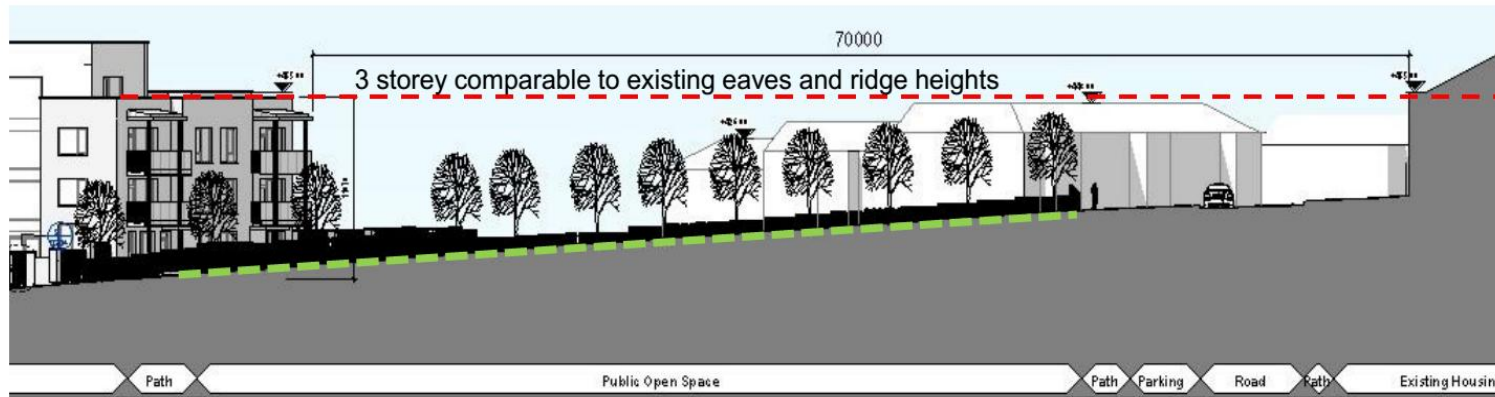 70000
3 storey comparable to existing eaves and ridge heights
Path
Public Open Space
Path
Parking
Road
Path
Existing Housin